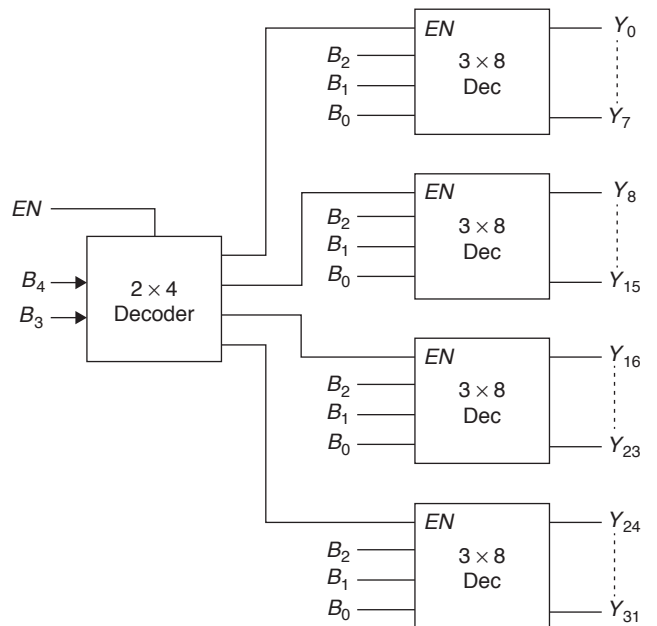 EN
B₄
B₃
2 × 4
Decoder
EN
B₂
B₁
B₀
3 × 8
Dec
Y₀
Y₇
EN
B₂
B₁
B₀
3 × 8
Dec
Y₈
Y₁₅
EN
B₂
B₁
B₀
3 × 8
Dec
Y₁₆
Y₂₃
EN
B₂
B₁
B₀
3 × 8
Dec
Y₂₄
Y₃₁